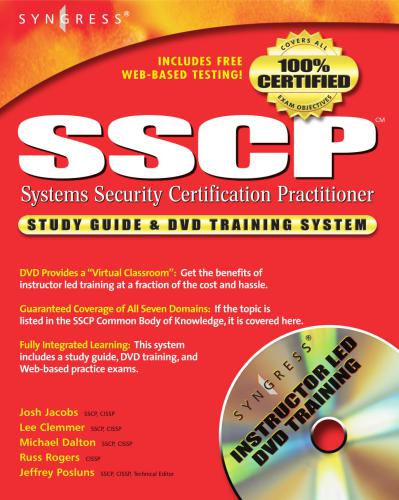 SYNGRESS®
INCLUDES FREE
WEB-BASED TESTING!
COVERS ALL
100%
CERTIFIED
EXAM OBJECTIVES
SSCP℠
Systems Security Certification Practitioner
STUDY GUIDE & DVD TRAINING SYSTEM
DVD Provides a “Virtual Classroom”: Get the benefits of
instructor led training at a fraction of the cost and hassle.
Guaranteed Coverage of All Seven Domains: If the topic is
listed in the SSCP Common Body of Knowledge, it is covered here.
Fully Integrated Learning: This system
includes a study guide, DVD training, and
Web-based practice exams.
Josh Jacobs SSCP, CISSP
Lee Clemmer SSCP, CISSP
Michael Dalton SSCP, CISSP
Russ Rogers CISSP
Jeffrey Posluns SSCP, CISSP, Technical Editor
SYNGRESS®
INSTRUCTOR LED
DVD TRAINING